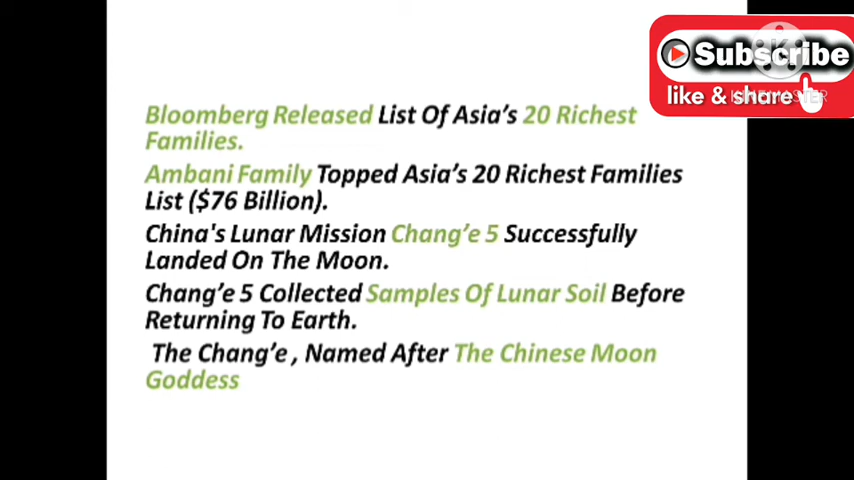 Subscribe
like & share
KINEMASTER
Bloomberg Released List Of Asia's 20 Richest
Families.
Ambani Family Topped Asia's 20 Richest Families
List ($76 Billion).
China's Lunar Mission Chang'e 5 Successfully
Landed On The Moon.
Chang'e 5 Collected Samples Of Lunar Soil Before
Returning To Earth.
The Chang'e , Named After The Chinese Moon
Goddess